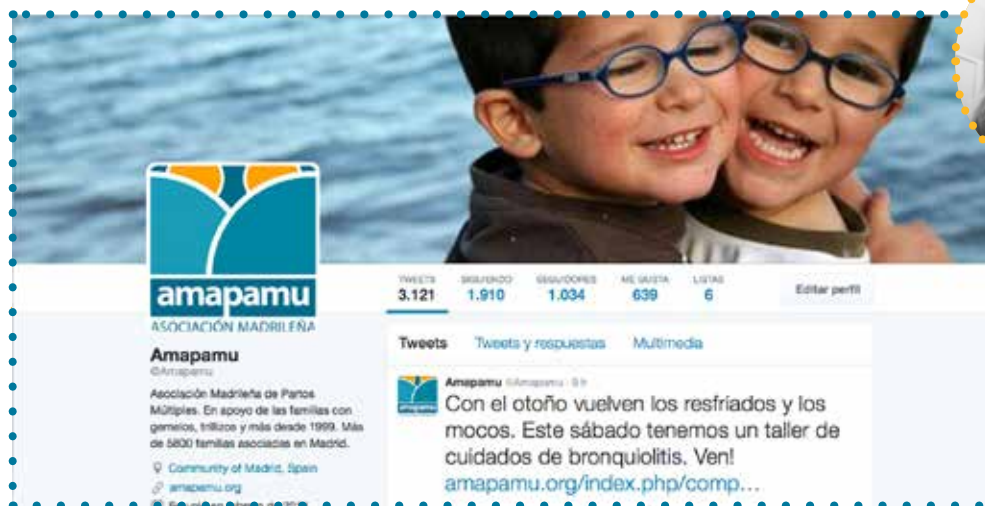 amapamu
ASOCIACIÓN MADRILEÑA
TWEETS SIGUIENDO SEGUIDORES ME GUSTA LISTAS
3.121 1.910 1.034 639 6
Editar perfil
Amapamu
@Amapamu
Asociación Madrileña de Partos
Múltiples. En apoyo de las familias con
gemelos, trillizos y más desde 1999. Más
de 5800 familias asociadas en Madrid.
Community of Madrid, Spain
amapamu.org
Tweets Tweets y respuestas Multimedia
amapamu
Amapamu @Amapamu
Con el otoño vuelven los resfriados y los
mocos. Este sábado tenemos un taller de
cuidados de bronquiolitis. Ven!
amapamu.org/index.php/comp...